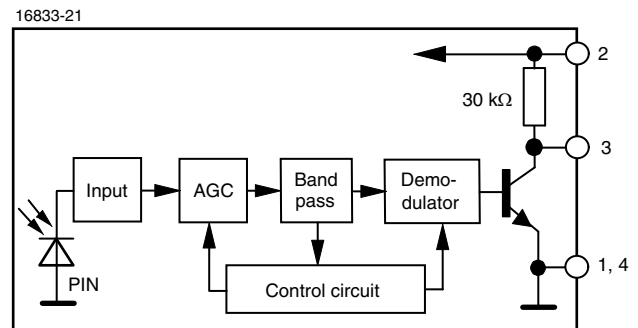 16833-21
2
30 kΩ
3
Input
AGC
Band
pass
Demo-
dulator
1, 4
PIN
Control circuit